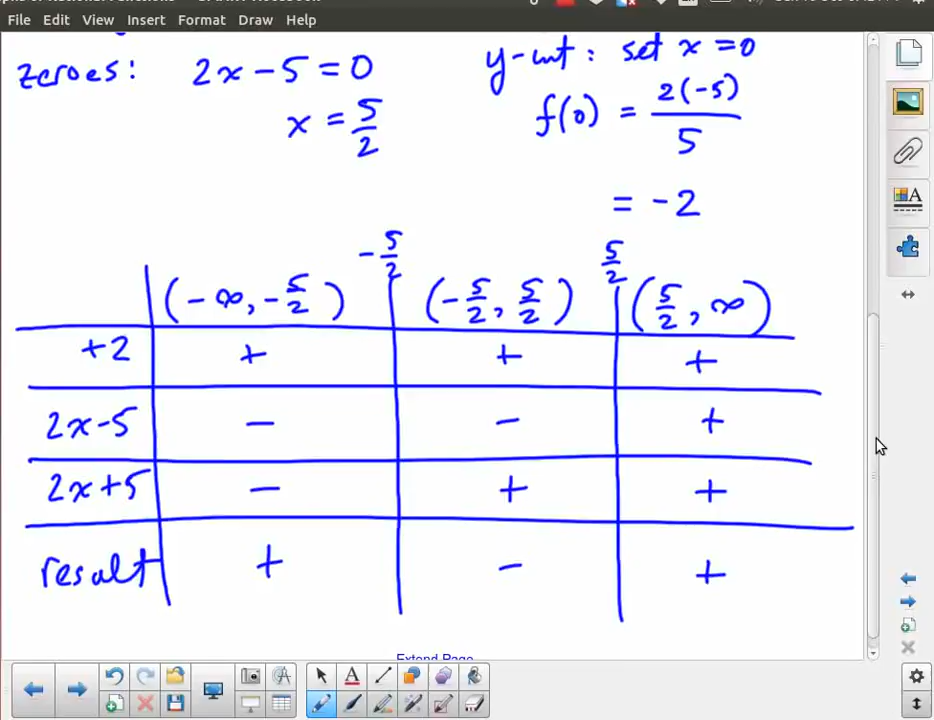 File Edit View Insert Format Draw Help
zeroes: 2x - 5 = 0
x = 5/2
y-int: set x = 0
f(0) = 2(-5)/5
= -2
-5/2 5/2
(-∞, -5/2) (-5/2, 5/2) (5/2, ∞)
+2 + + +
2x-5 - - +
2x+5 - + +
result + - +
Extend Page